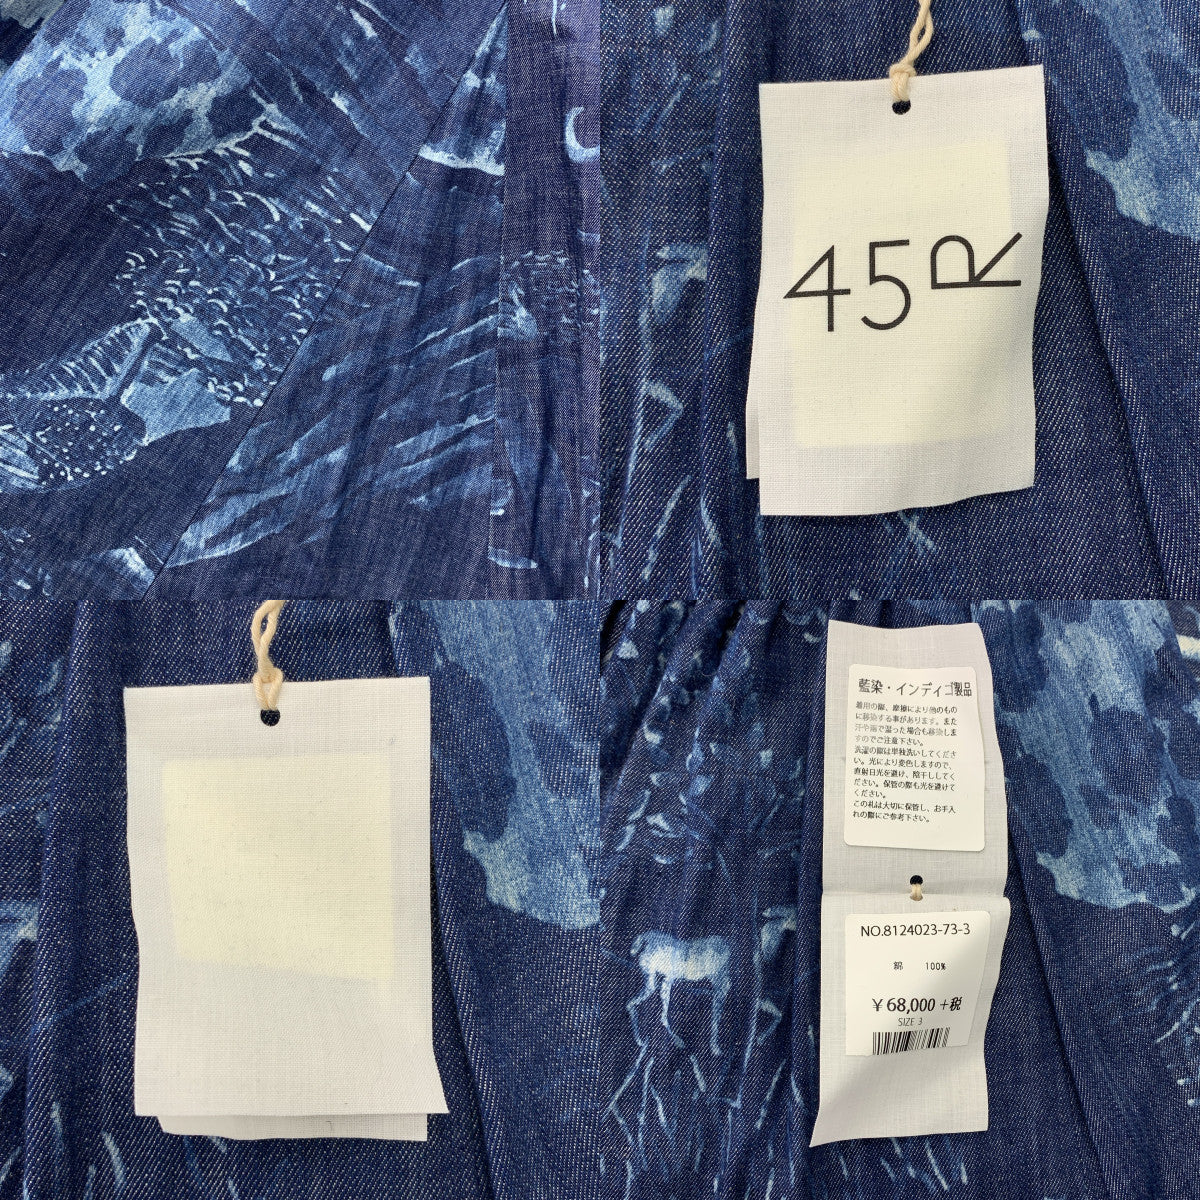 45R
藍染・インディゴ製品
着用の際、摩擦により他のもの
に移染する事があります。また
汗や雨で湿った場合も移染しま
すのでご注意下さい。
洗濯の際は単独洗いしてくださ
い。光により変色しますので、
直射日光を避け、陰干ししてく
ださい。保管の際も光を避けて
ください。
この札は大切に保管し、お手入
れの際にご参考下さい。
NO.8124023-73-3
綿 100%
¥68,000+税
SIZE 3